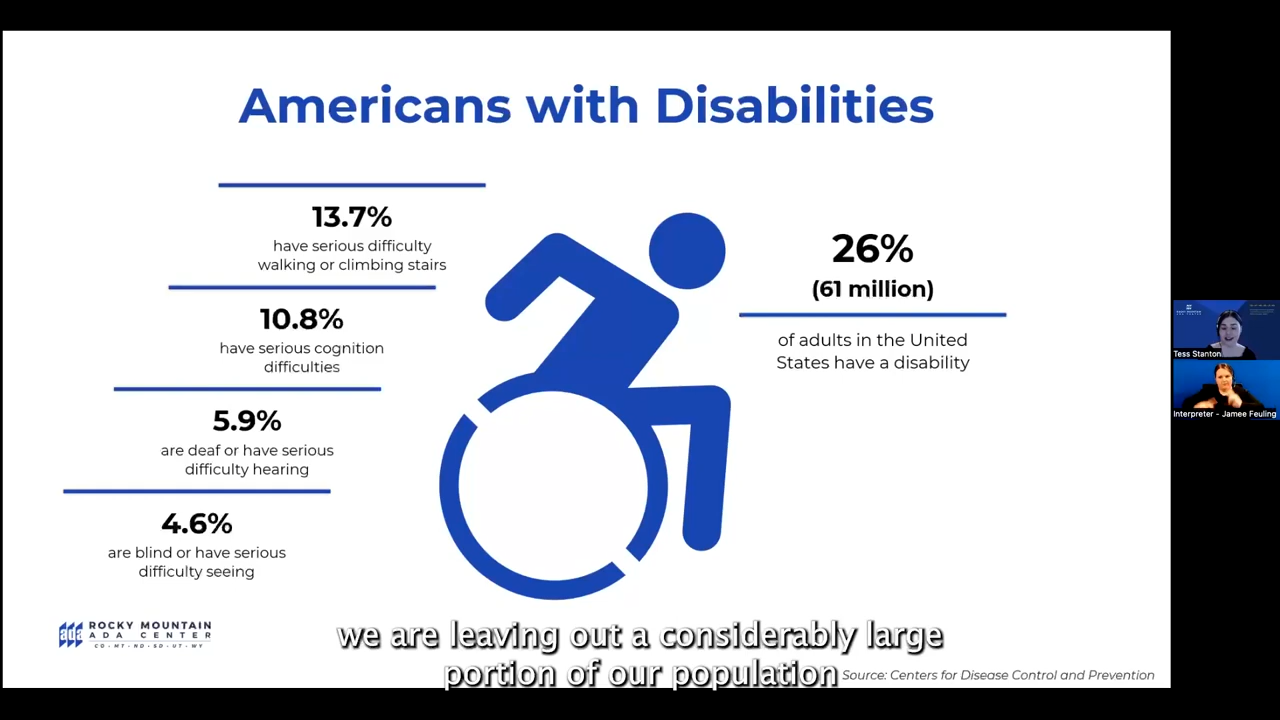 Americans with Disabilities
13.7%
have serious difficulty
walking or climbing stairs
10.8%
have serious cognition
difficulties
5.9%
are deaf or have serious
difficulty hearing
4.6%
are blind or have serious
difficulty seeing
26%
(61 million)
of adults in the United
States have a disability
ada
ROCKY MOUNTAIN
ADA CENTER
CO • MT • ND • SD • UT • WY
we are leaving out a considerably large
portion of our population
Source: Centers for Disease Control and Prevention
Tess Stanton
Interpreter - Jamee Feuling